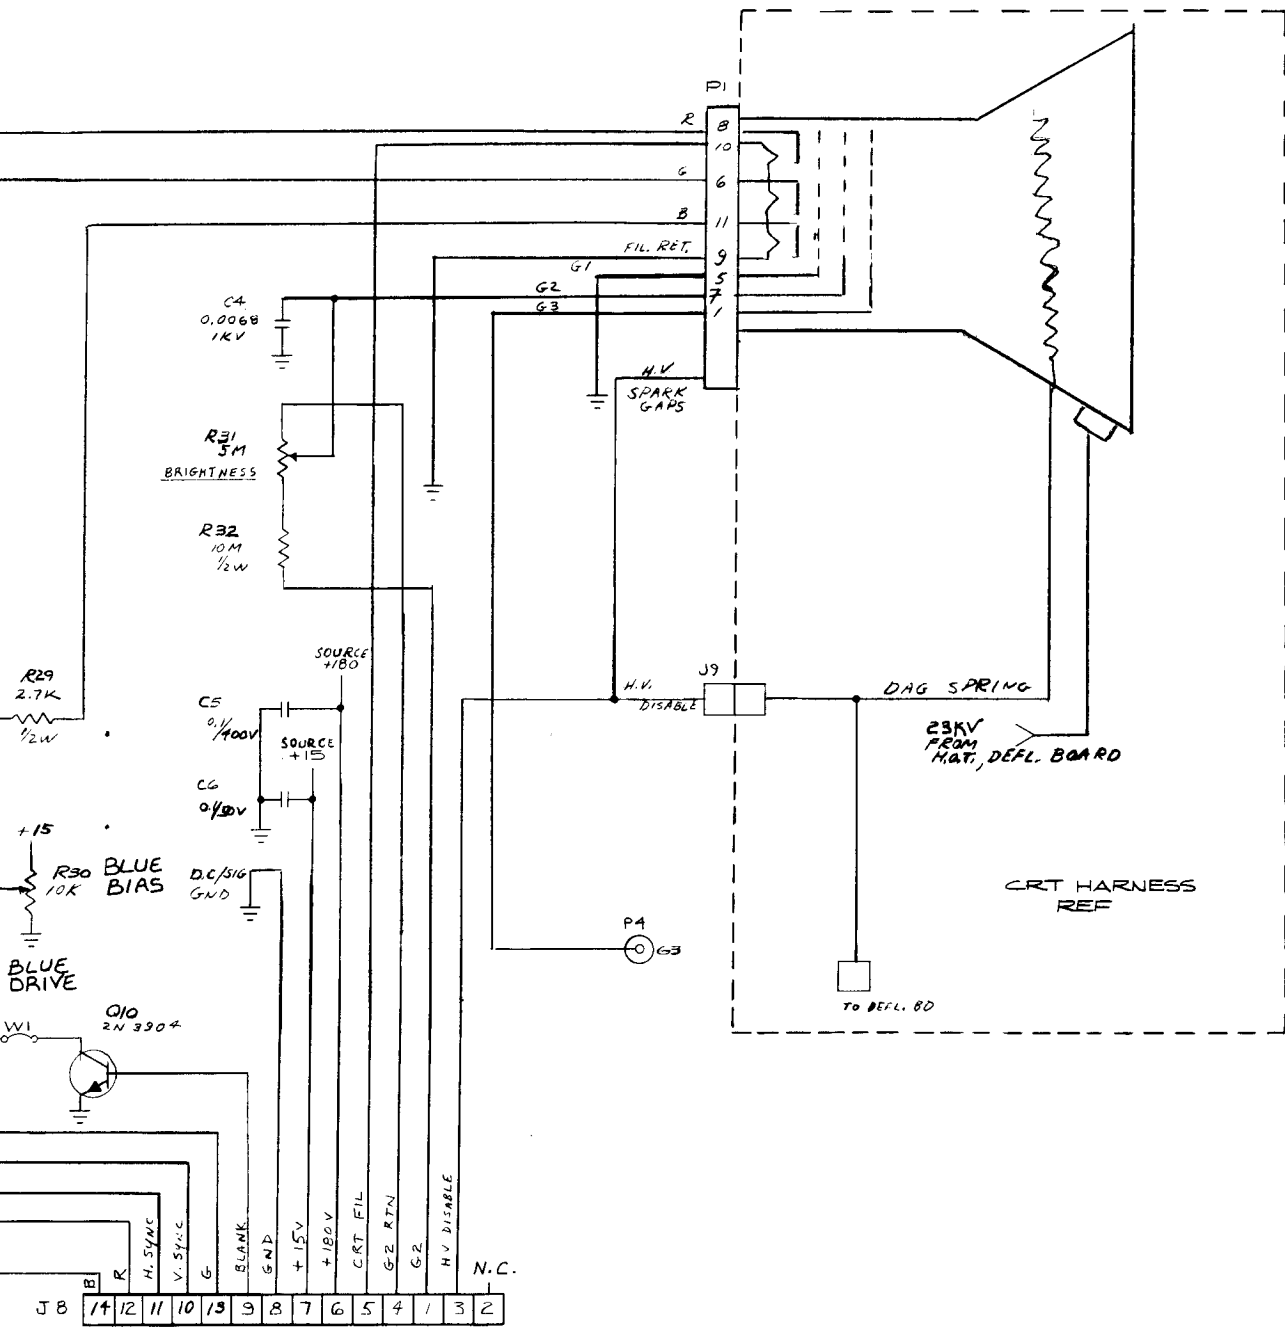 P1
R
8
10
G
6
B
11
FIL. RET.
9
G1
5
G2
7
G3
1
C4
0.0068
1KV
H.V
SPARK
GAPS
R31
5M
BRIGHTNESS
R32
10M
1/2W
SOURCE
+180
R29
2.7K
1/2W
C5
0.1/400V
SOURCE
+15
C6
0.1/50V
J9
H.V.
DISABLE
DAG SPRING
23KV
FROM
H.O.T., DEFL. BOARD
+15
R30
10K
BLUE
BIAS
D.C/SIG
GND
CRT HARNESS
REF
P4
G3
BLUE
DRIVE
TO DEFL. BD
W1
Q10
2N 3904
B
R
H. SYNC
V. SYNC
G
BLANK
GND
+15V
+180V
CRT FIL
G2 RTN
G2
HV DISABLE
N.C.
J8 14 12 11 10 13 9 8 7 6 5 4 1 3 2